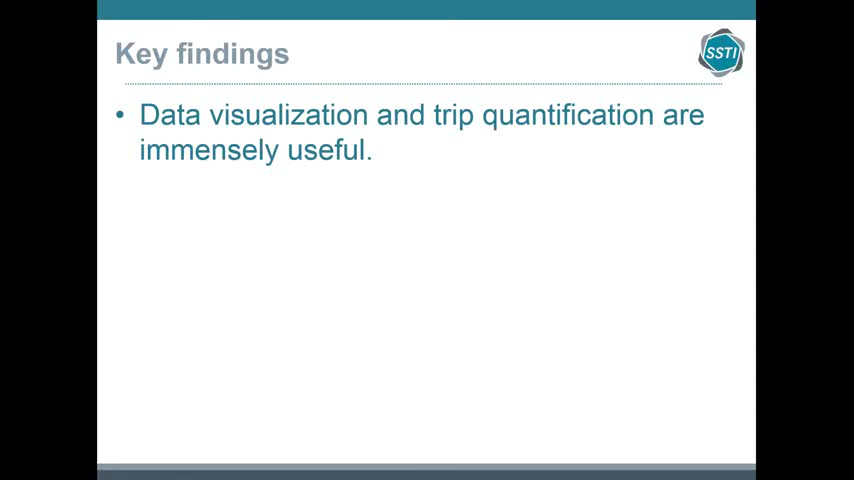 Key findings
SSTI
• Data visualization and trip quantification are
immensely useful.